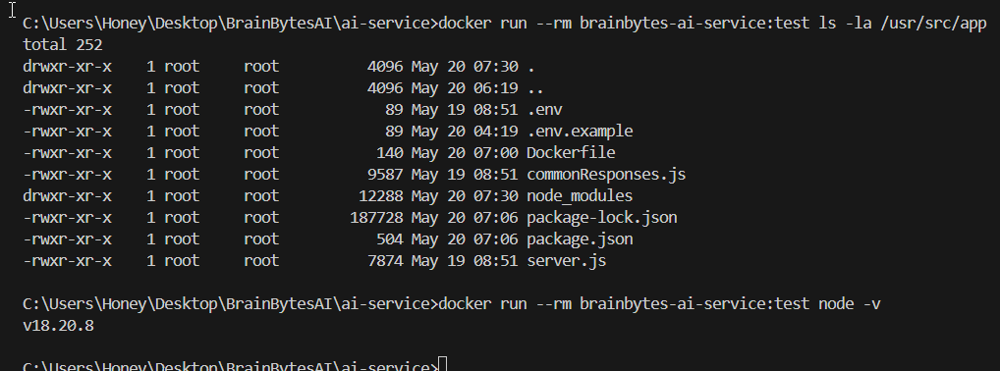 C:\Users\Honey\Desktop\BrainBytesAI\ai-service>docker run --rm brainbytes-ai-service:test ls -la /usr/src/app
total 252
drwxr-xr-x    1 root     root          4096 May 20 07:30 .
drwxr-xr-x    1 root     root          4096 May 20 06:19 ..
-rwxr-xr-x    1 root     root            89 May 19 08:51 .env
-rwxr-xr-x    1 root     root            89 May 20 04:19 .env.example
-rwxr-xr-x    1 root     root           140 May 20 07:00 Dockerfile
-rwxr-xr-x    1 root     root          9587 May 19 08:51 commonResponses.js
drwxr-xr-x    1 root     root         12288 May 20 07:30 node_modules
-rwxr-xr-x    1 root     root        187728 May 20 07:06 package-lock.json
-rwxr-xr-x    1 root     root           504 May 20 07:06 package.json
-rwxr-xr-x    1 root     root          7874 May 19 08:51 server.js
C:\Users\Honey\Desktop\BrainBytesAI\ai-service>docker run --rm brainbytes-ai-service:test node -v
v18.20.8
C:\Users\Honey\Desktop\BrainBytesAI\ai-service>